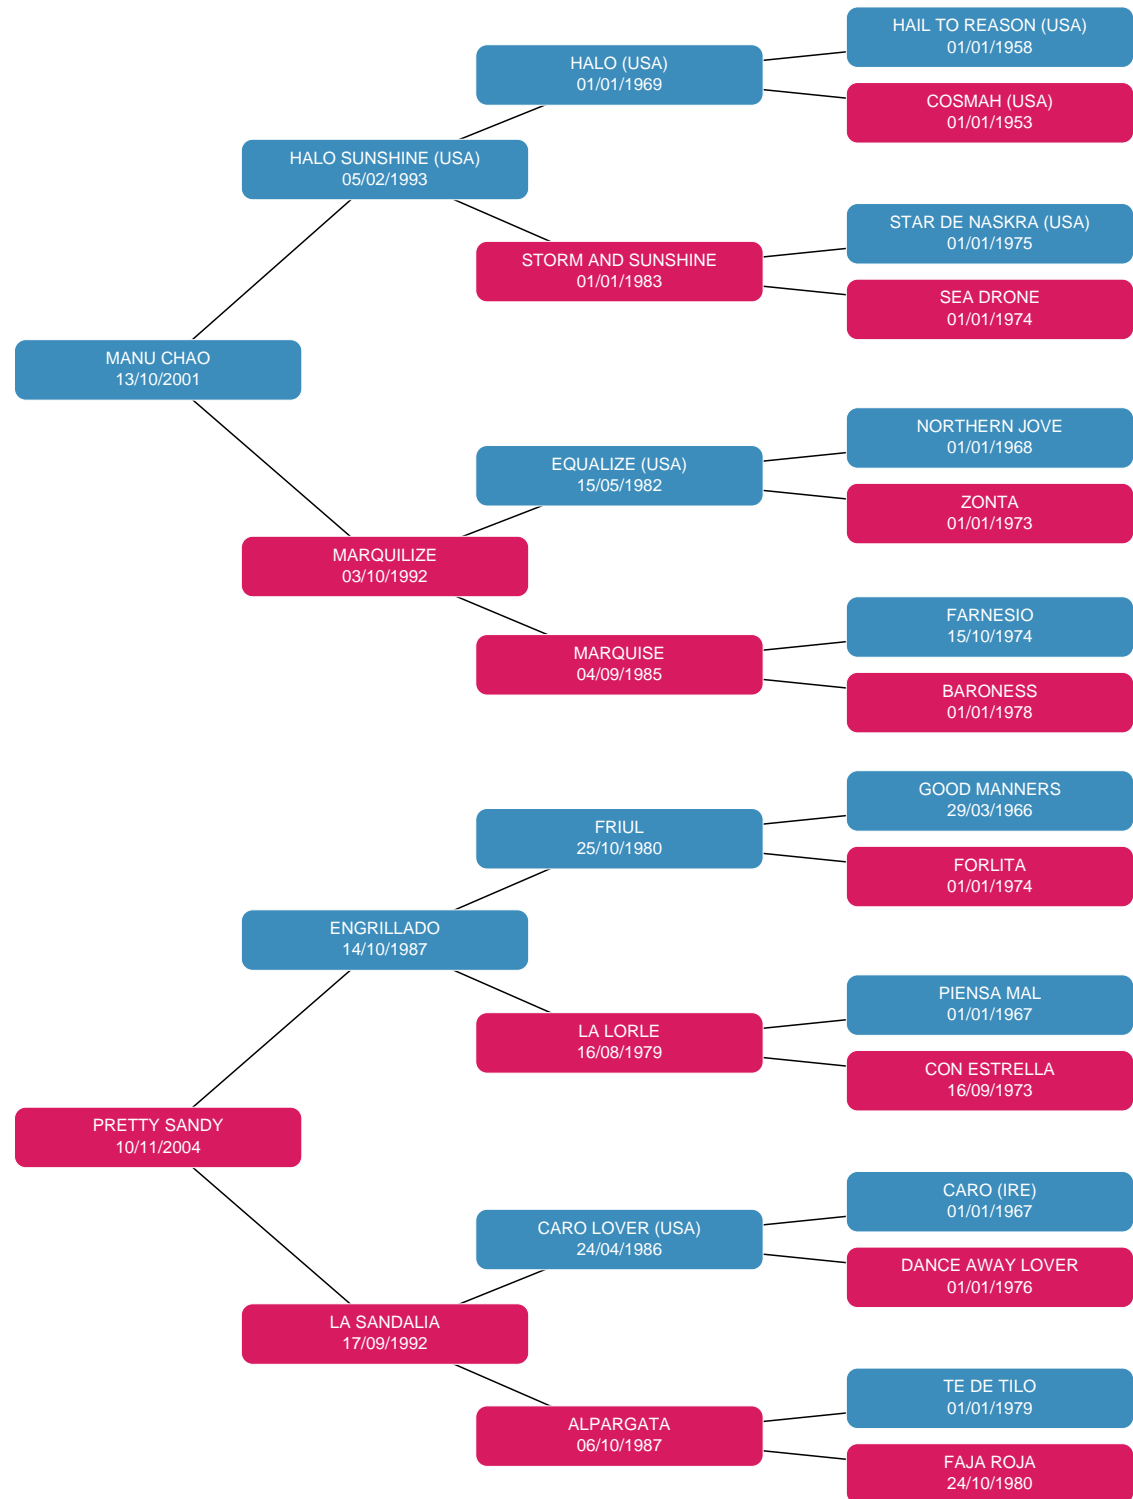 HAIL TO REASON (USA)
01/01/1958
HALO (USA)
01/01/1969
COSMAH (USA)
01/01/1953
HALO SUNSHINE (USA)
05/02/1993
STAR DE NASKRA (USA)
01/01/1975
STORM AND SUNSHINE
01/01/1983
SEA DRONE
01/01/1974
MANU CHAO
13/10/2001
NORTHERN JOVE
01/01/1968
EQUALIZE (USA)
15/05/1982
ZONTA
01/01/1973
MARQUILIZE
03/10/1992
FARNESIO
15/10/1974
MARQUISE
04/09/1985
BARONESS
01/01/1978
GOOD MANNERS
29/03/1966
FRIUL
25/10/1980
FORLITA
01/01/1974
ENGRILLADO
14/10/1987
PIENSA MAL
01/01/1967
LA LORLE
16/08/1979
CON ESTRELLA
16/09/1973
PRETTY SANDY
10/11/2004
CARO (IRE)
01/01/1967
CARO LOVER (USA)
24/04/1986
DANCE AWAY LOVER
01/01/1976
LA SANDALIA
17/09/1992
TE DE TILO
01/01/1979
ALPARGATA
06/10/1987
FAJA ROJA
24/10/1980